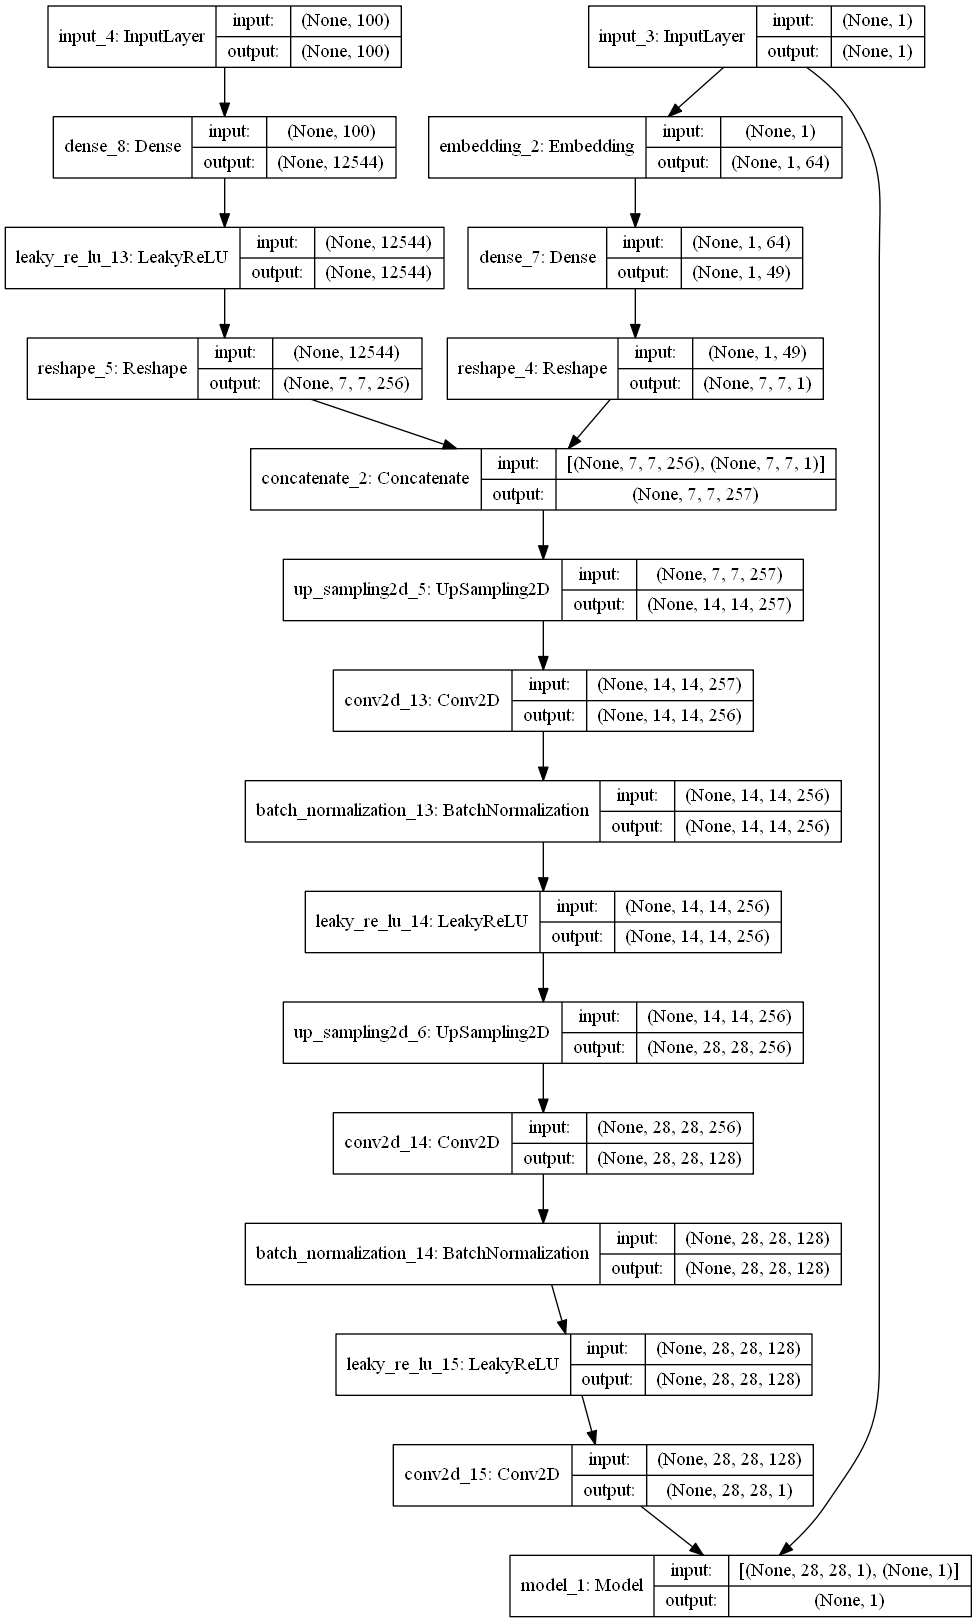 input_4: InputLayer
input: (None, 100)
output: (None, 100)
input_3: InputLayer
input: (None, 1)
output: (None, 1)
dense_8: Dense
input: (None, 100)
output: (None, 12544)
embedding_2: Embedding
input: (None, 1)
output: (None, 1, 64)
leaky_re_lu_13: LeakyReLU
input: (None, 12544)
output: (None, 12544)
dense_7: Dense
input: (None, 1, 64)
output: (None, 1, 49)
reshape_5: Reshape
input: (None, 12544)
output: (None, 7, 7, 256)
reshape_4: Reshape
input: (None, 1, 49)
output: (None, 7, 7, 1)
concatenate_2: Concatenate
input: [(None, 7, 7, 256), (None, 7, 7, 1)]
output: (None, 7, 7, 257)
up_sampling2d_5: UpSampling2D
input: (None, 7, 7, 257)
output: (None, 14, 14, 257)
conv2d_13: Conv2D
input: (None, 14, 14, 257)
output: (None, 14, 14, 256)
batch_normalization_13: BatchNormalization
input: (None, 14, 14, 256)
output: (None, 14, 14, 256)
leaky_re_lu_14: LeakyReLU
input: (None, 14, 14, 256)
output: (None, 14, 14, 256)
up_sampling2d_6: UpSampling2D
input: (None, 14, 14, 256)
output: (None, 28, 28, 256)
conv2d_14: Conv2D
input: (None, 28, 28, 256)
output: (None, 28, 28, 128)
batch_normalization_14: BatchNormalization
input: (None, 28, 28, 128)
output: (None, 28, 28, 128)
leaky_re_lu_15: LeakyReLU
input: (None, 28, 28, 128)
output: (None, 28, 28, 128)
conv2d_15: Conv2D
input: (None, 28, 28, 128)
output: (None, 28, 28, 1)
model_1: Model
input: [(None, 28, 28, 1), (None, 1)]
output: (None, 1)